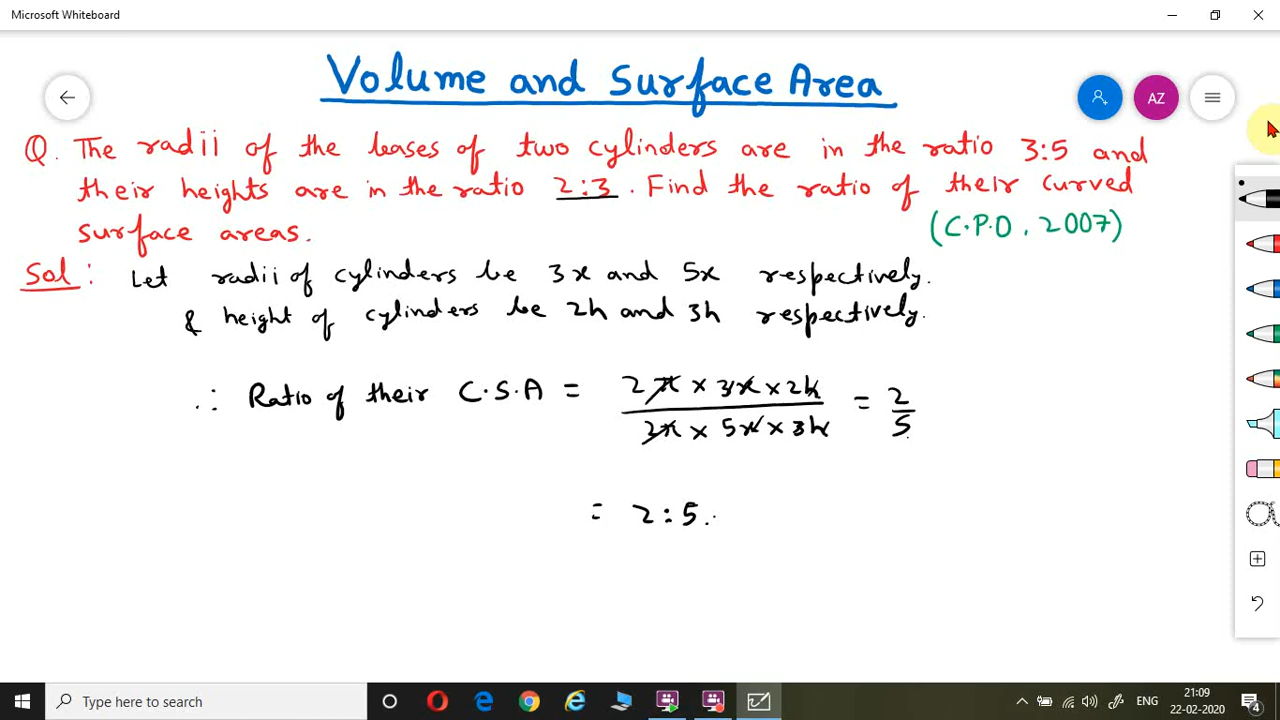 Microsoft Whiteboard
Volume and Surface Area
AZ
Q. The radii of the bases of two cylinders are in the ratio 3:5 and
their heights are in the ratio 2:3. Find the ratio of their curved
surface areas.
(C.P.O, 2007)
Sol: Let radii of cylinders be 3x and 5x respectively.
& height of cylinders be 2h and 3h respectively.
∴ Ratio of their C.S.A = 2π × 3x × 2h / 2π × 5x × 3h = 2/5
= 2:5.
Type here to search
ENG
21:09
22-02-2020
4